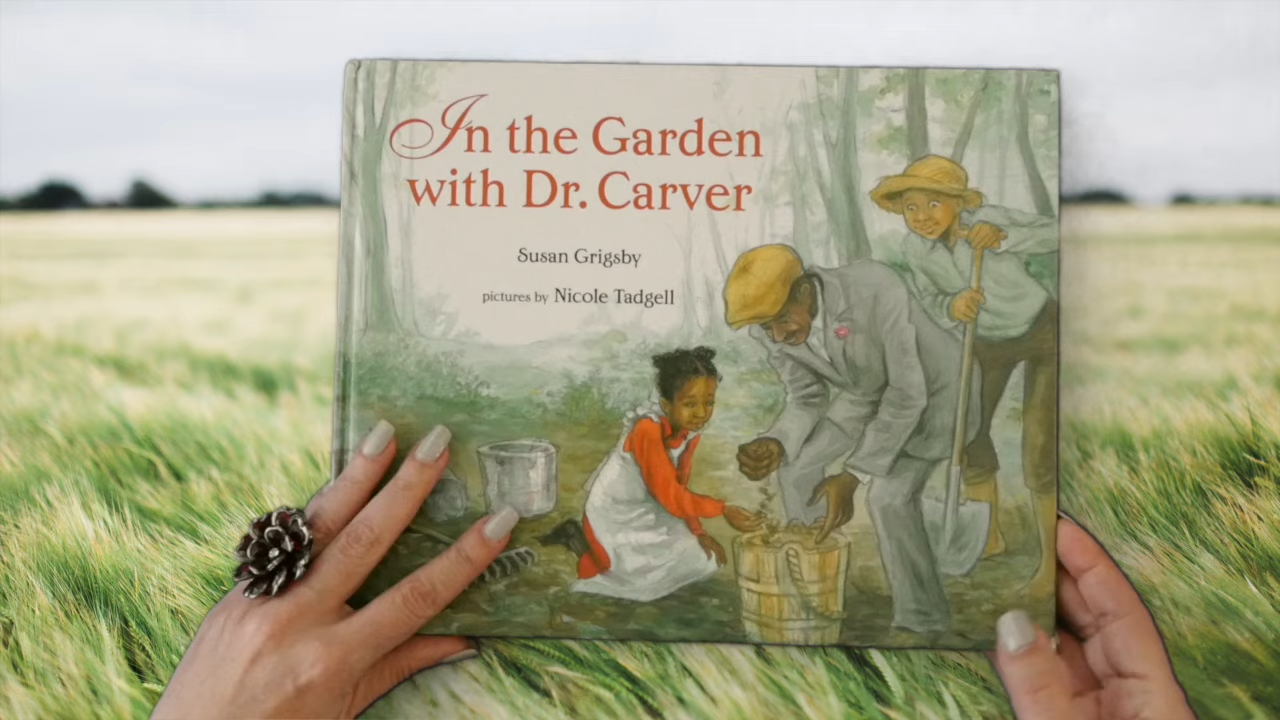 In the Garden
with Dr. Carver
Susan Grigsby
pictures by Nicole Tadgell